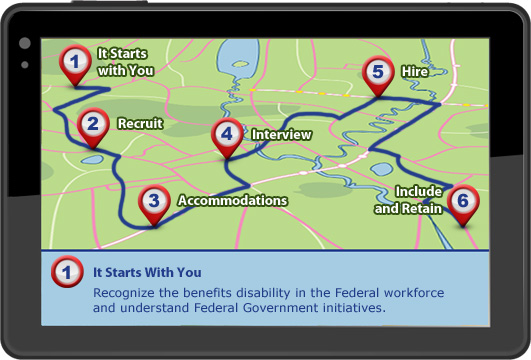 1
It Starts
with You
2
Recruit
3
Accommodations
4
Interview
5
Hire
6
Include
and Retain
1
It Starts With You
Recognize the benefits disability in the Federal workforce
and understand Federal Government initiatives.